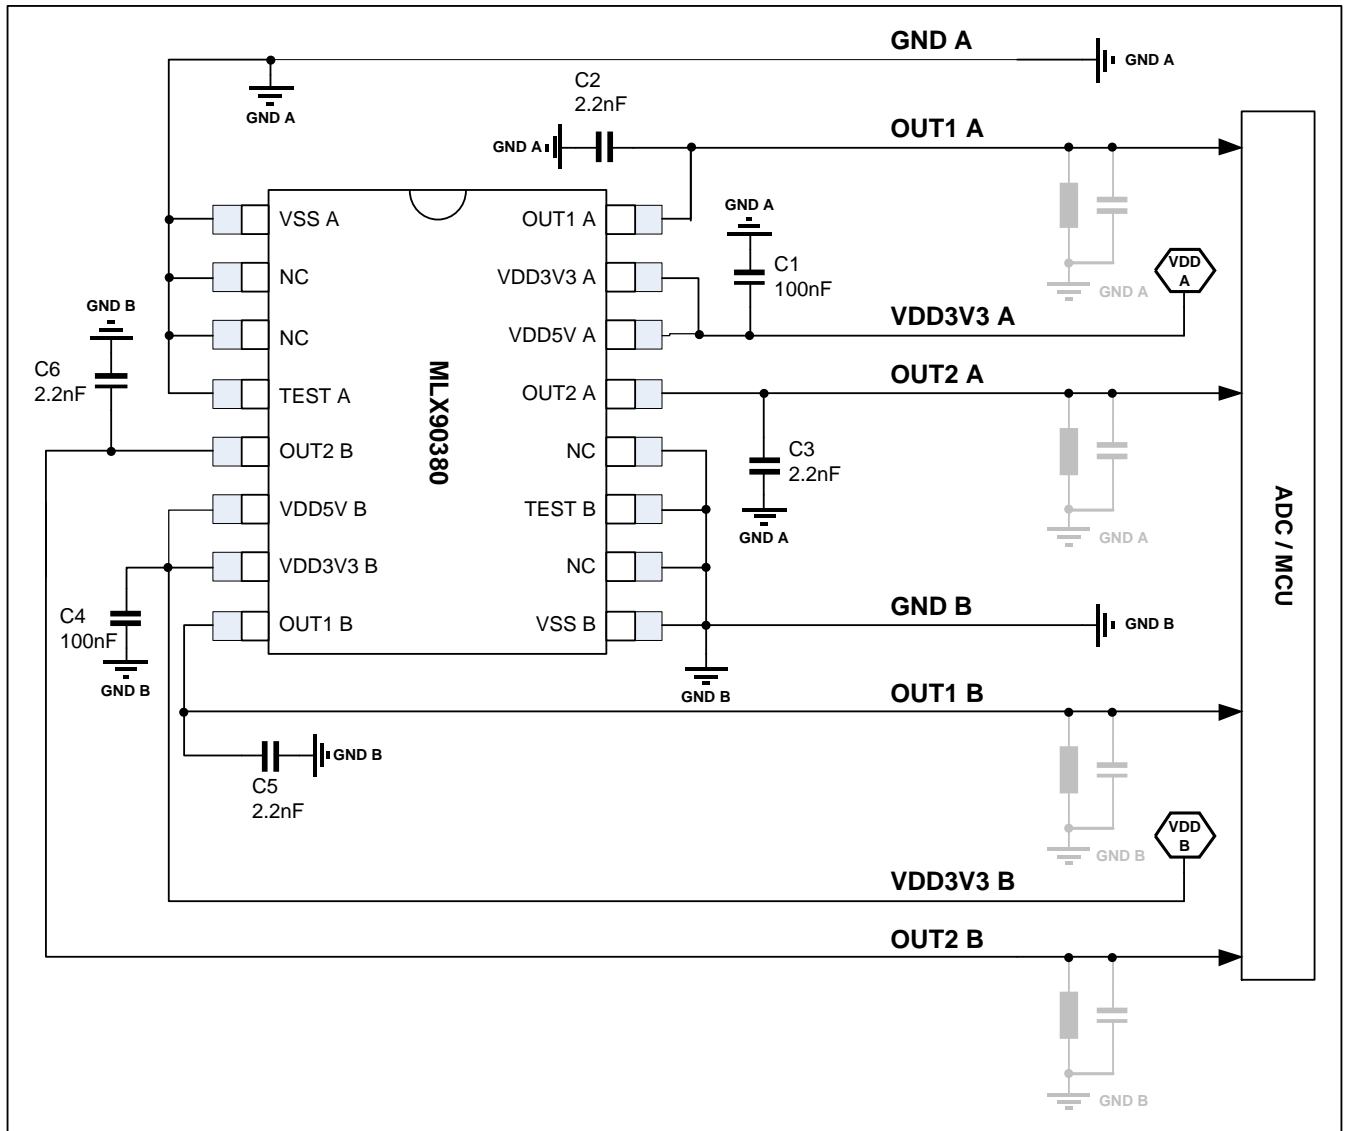 GND A
GND A
GND A
C2
2.2nF
GND A
OUT1 A
GND A
C1
100nF
GND A
VDD
A
VDD3V3 A
VSS A
NC
NC
TEST A
OUT2 B
VDD5V B
VDD3V3 B
OUT1 B
MLX90380
OUT1 A
VDD3V3 A
VDD5V A
OUT2 A
NC
TEST B
NC
VSS B
GND B
C6
2.2nF
OUT2 A
C3
2.2nF
GND A
GND A
ADC / MCU
C4
100nF
GND B
GND B
GND B
GND B
OUT1 B
GND B
C5
2.2nF
GND B
VDD
B
VDD3V3 B
OUT2 B
GND B